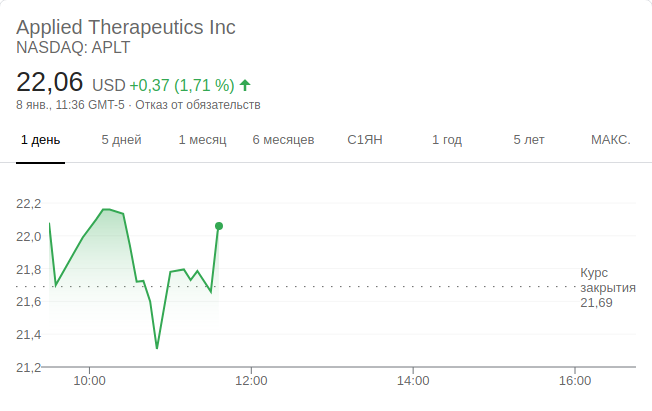 Applied Therapeutics Inc
NASDAQ: APLT
22,06 USD +0,37 (1,71 %)
8 янв., 11:36 GMT-5 · Отказ от обязательств
1 день 5 дней 1 месяц 6 месяцев С1ЯН 1 год 5 лет МАКС.
22,2
22,0
21,8
21,6
21,4
21,2
Курс
закрытия
21,69
10:00 12:00 14:00 16:00